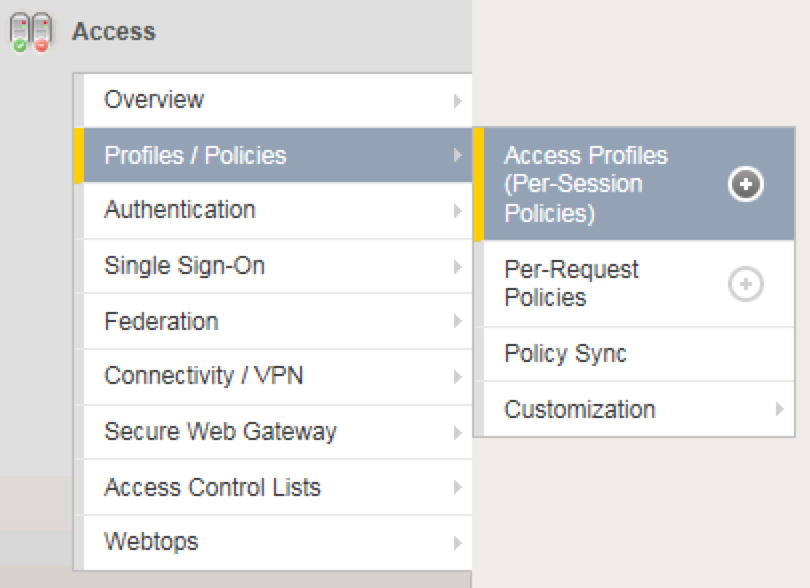 Access
Overview
Profiles / Policies
Authentication
Single Sign-On
Federation
Connectivity / VPN
Secure Web Gateway
Access Control Lists
Webtops
Access Profiles
(Per-Session
Policies)
Per-Request
Policies
Policy Sync
Customization